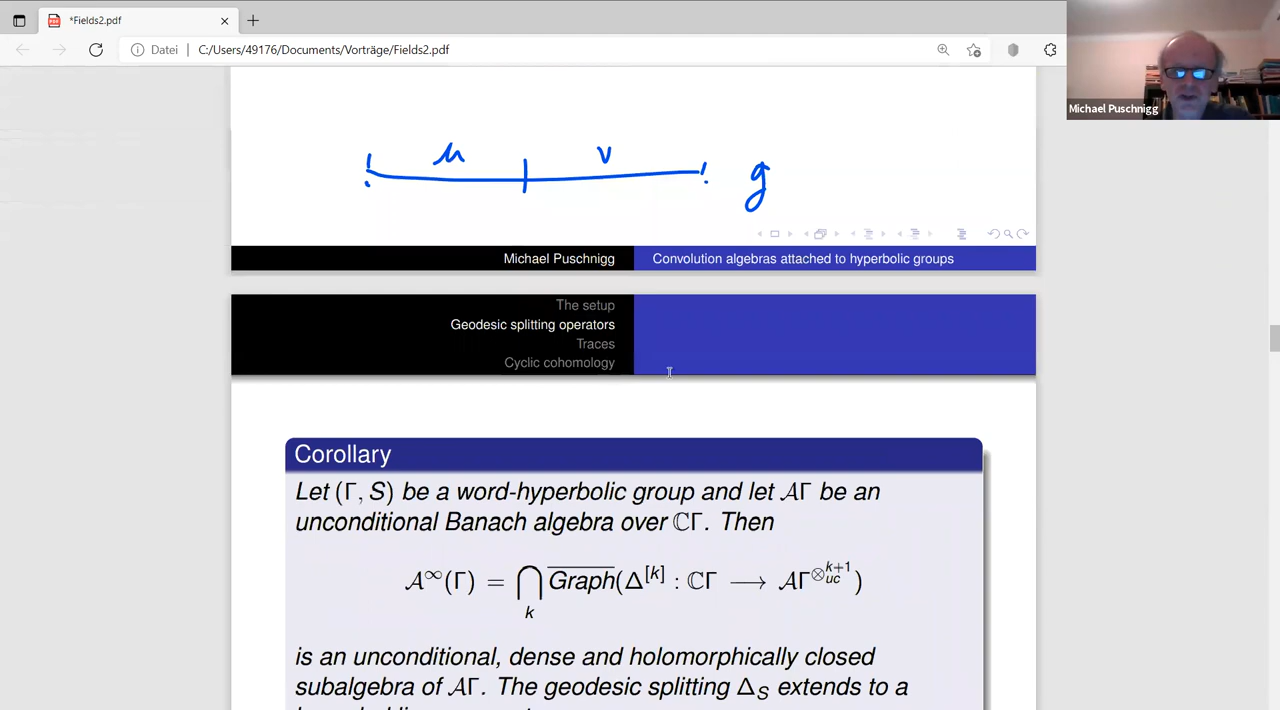 *Fields2.pdf
Datei C:/Users/49176/Documents/Vorträge/Fields2.pdf
Michael Puschnigg
u v g
Michael Puschnigg Convolution algebras attached to hyperbolic groups
The setup
Geodesic splitting operators
Traces
Cyclic cohomology
Corollary
Let (Γ, S) be a word-hyperbolic group and let 𝒜Γ be an
unconditional Banach algebra over ℂΓ. Then
𝒜^∞(Γ) = ⋂_k \overline{Graph}(Δ^{[k]} : ℂΓ ⟶ 𝒜Γ^{⊗_{uc}^{k+1}})
is an unconditional, dense and holomorphically closed
subalgebra of 𝒜Γ. The geodesic splitting Δ_S extends to a